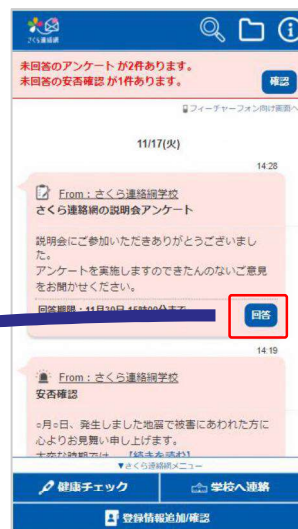 さくら連絡網
未回答のアンケートが2件あります。
未回答の安否確認が1件あります。
確認
フィーチャーフォン向け画面へ
11/17(火)
14:28
From：さくら連絡網学校
さくら連絡網の説明会アンケート
説明会にご参加いただきありがとうございまし
た。
アンケートを実施しますのできたんのないご意見
をお聞かせください。
回答期限：11月30日 15時00分まで
回答
14:19
From：さくら連絡網学校
安否確認
○月○日、発生しました地震で被害にあわれた方に
心よりお見舞い申し上げます。
【続きを読む】
▼さくら連絡網メニュー
健康チェック
学校へ連絡
登録情報追加/確認